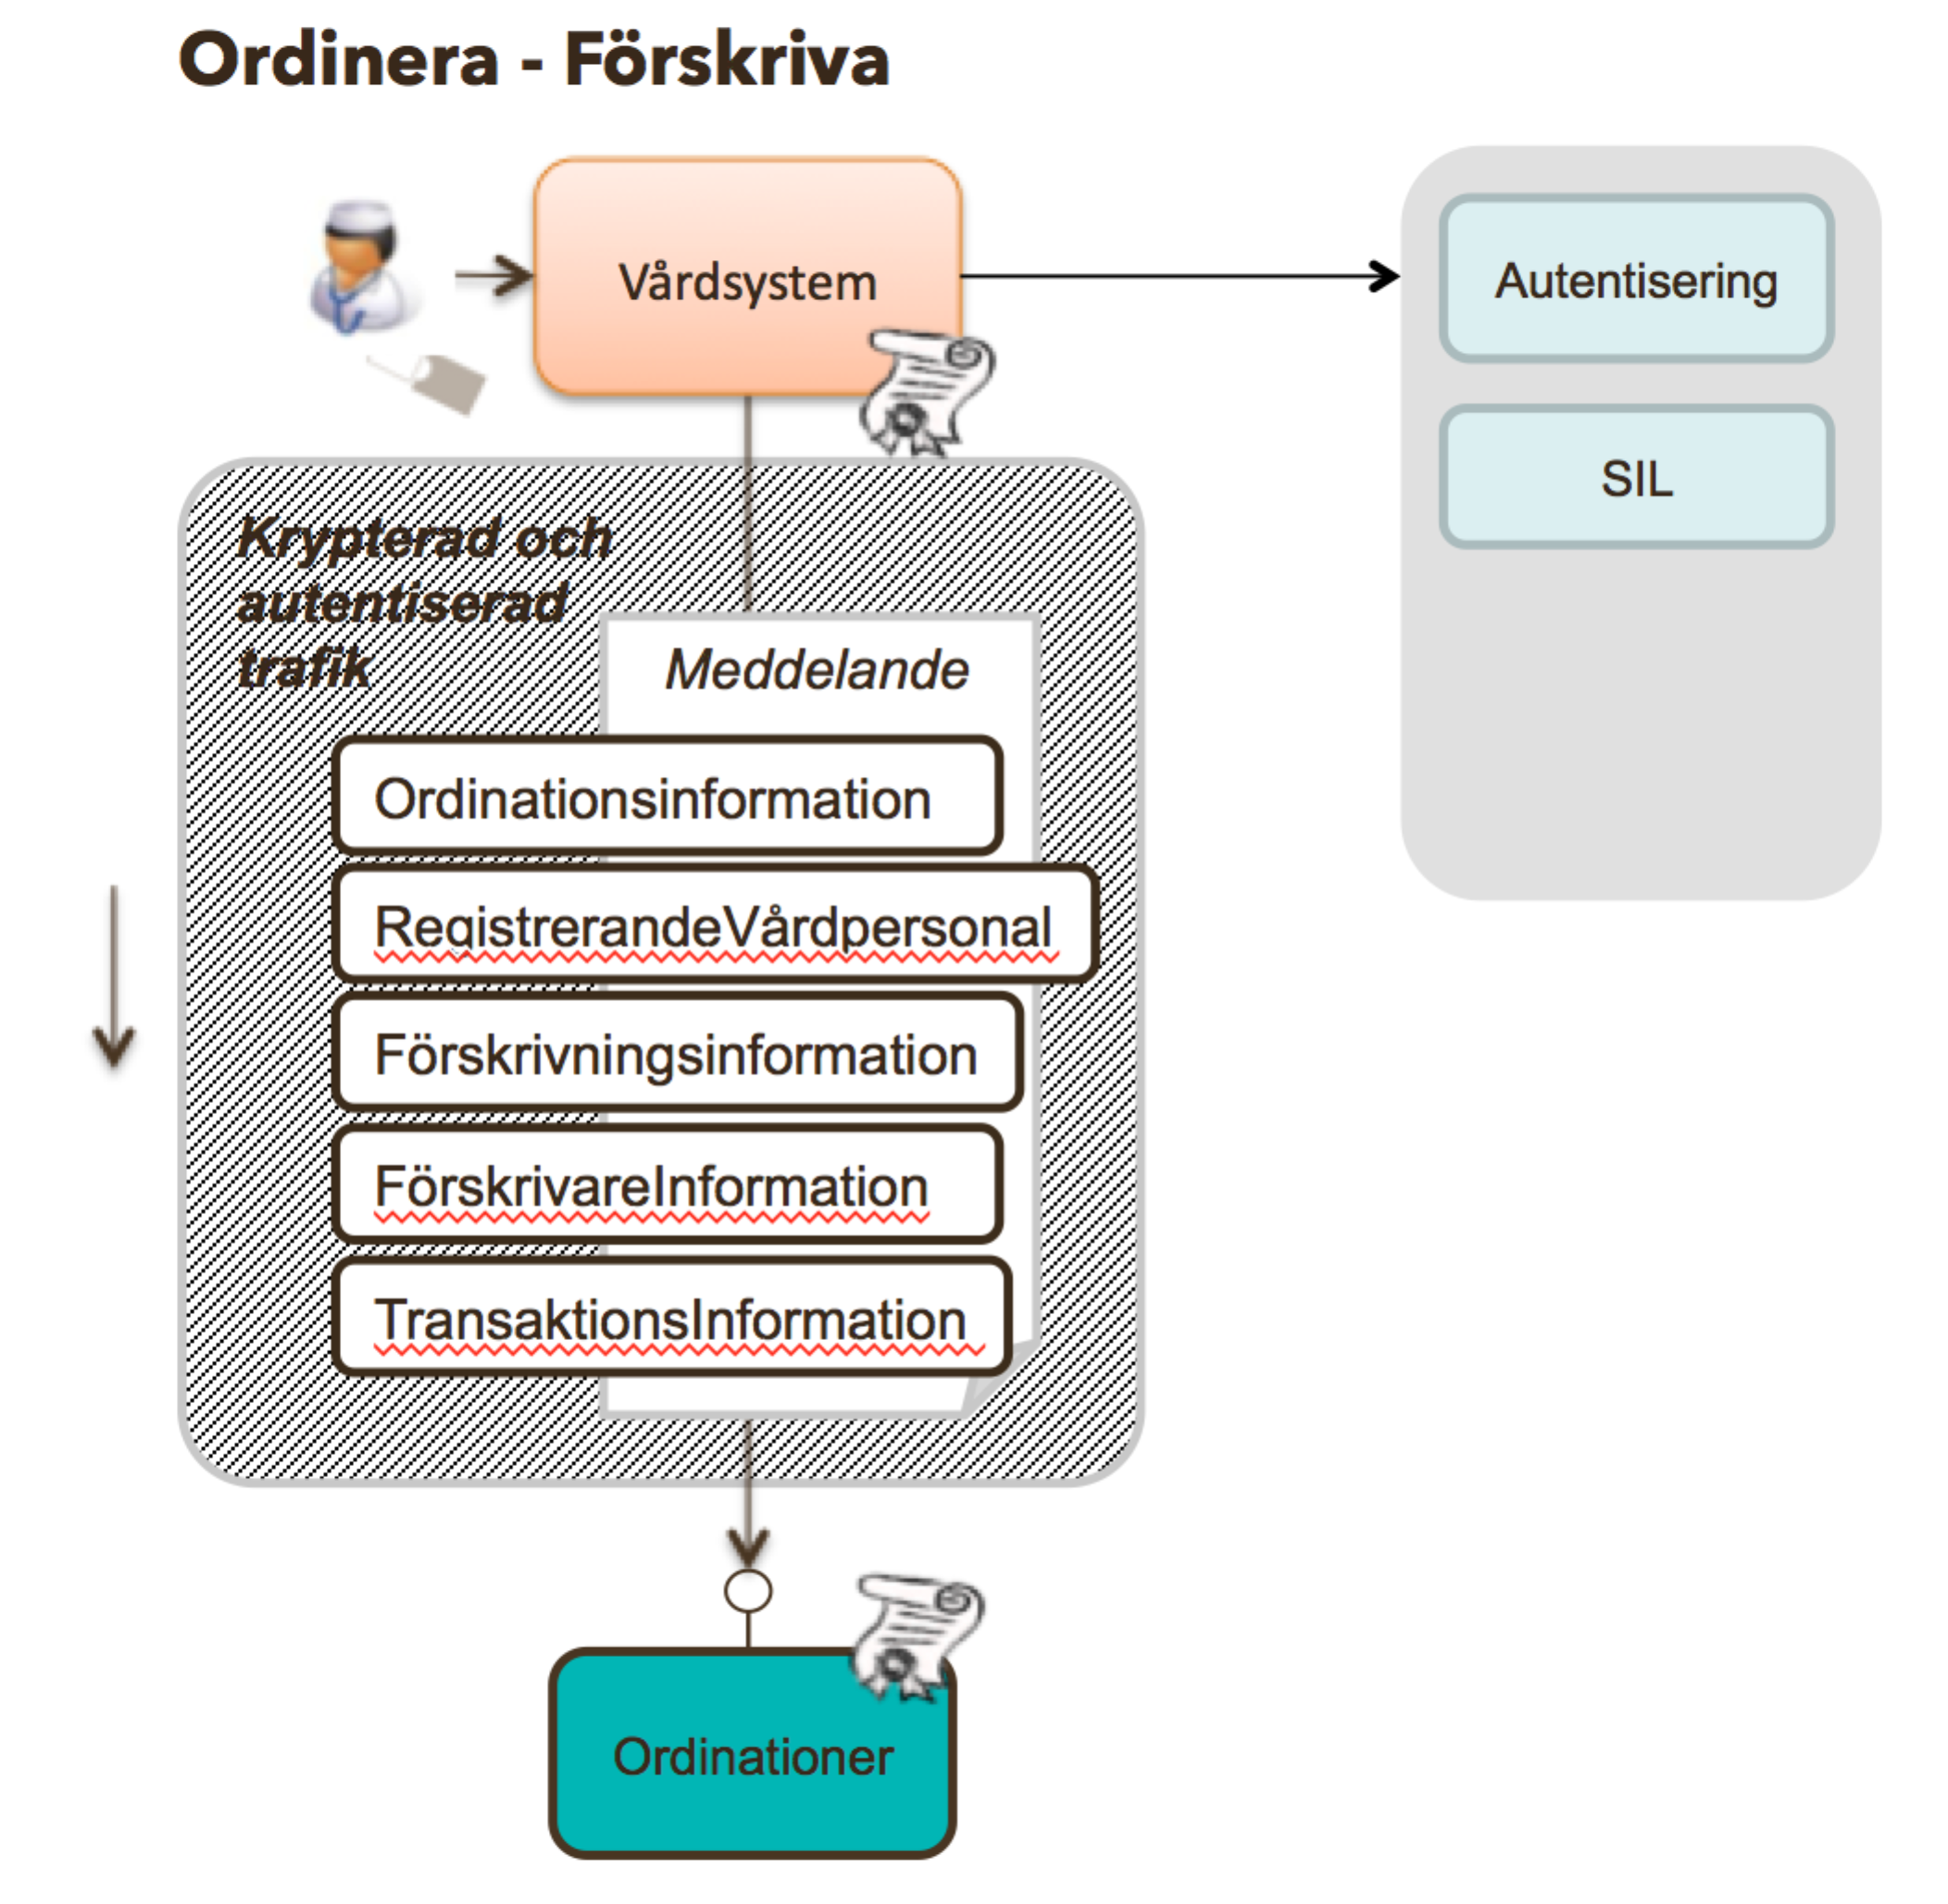 Ordinera - Förskriva
Vårdsystem
Autentisering
SIL
Krypterad och
autentiserad
trafik
Meddelande
Ordinationsinformation
RegistrerandeVårdpersonal
Förskrivningsinformation
FörskrivareInformation
TransaktionsInformation
Ordinationer